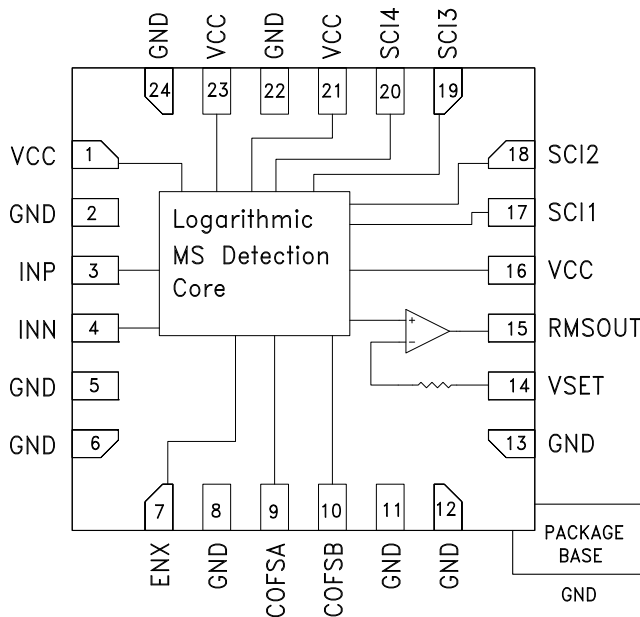 GND
VCC
GND
VCC
SCI4
SCI3
24
23
22
21
20
19
VCC
1
18
SCI2
GND
2
17
SCI1
INP
3
16
VCC
INN
4
15
RMSOUT
GND
5
14
VSET
GND
6
13
GND
Logarithmic
MS Detection
Core
+
−
7
8
9
10
11
12
ENX
GND
COFSA
COFSB
GND
GND
PACKAGE
BASE
GND